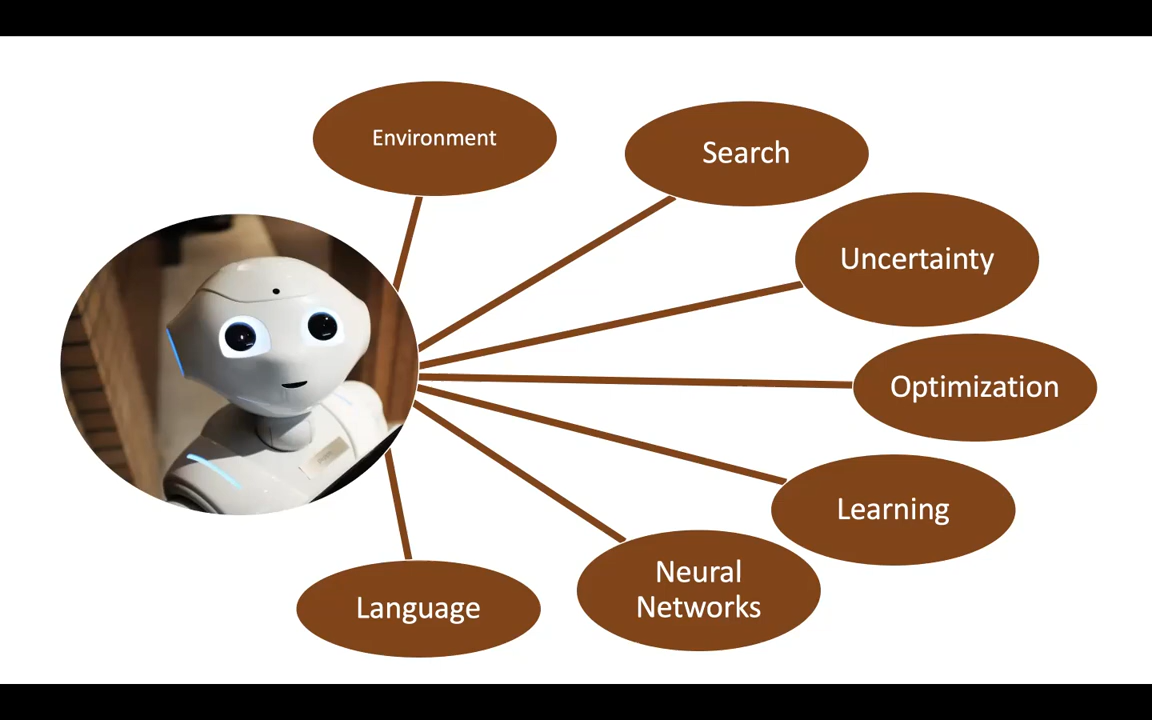 Environment
Search
Uncertainty
Optimization
Learning
Neural
Networks
Language